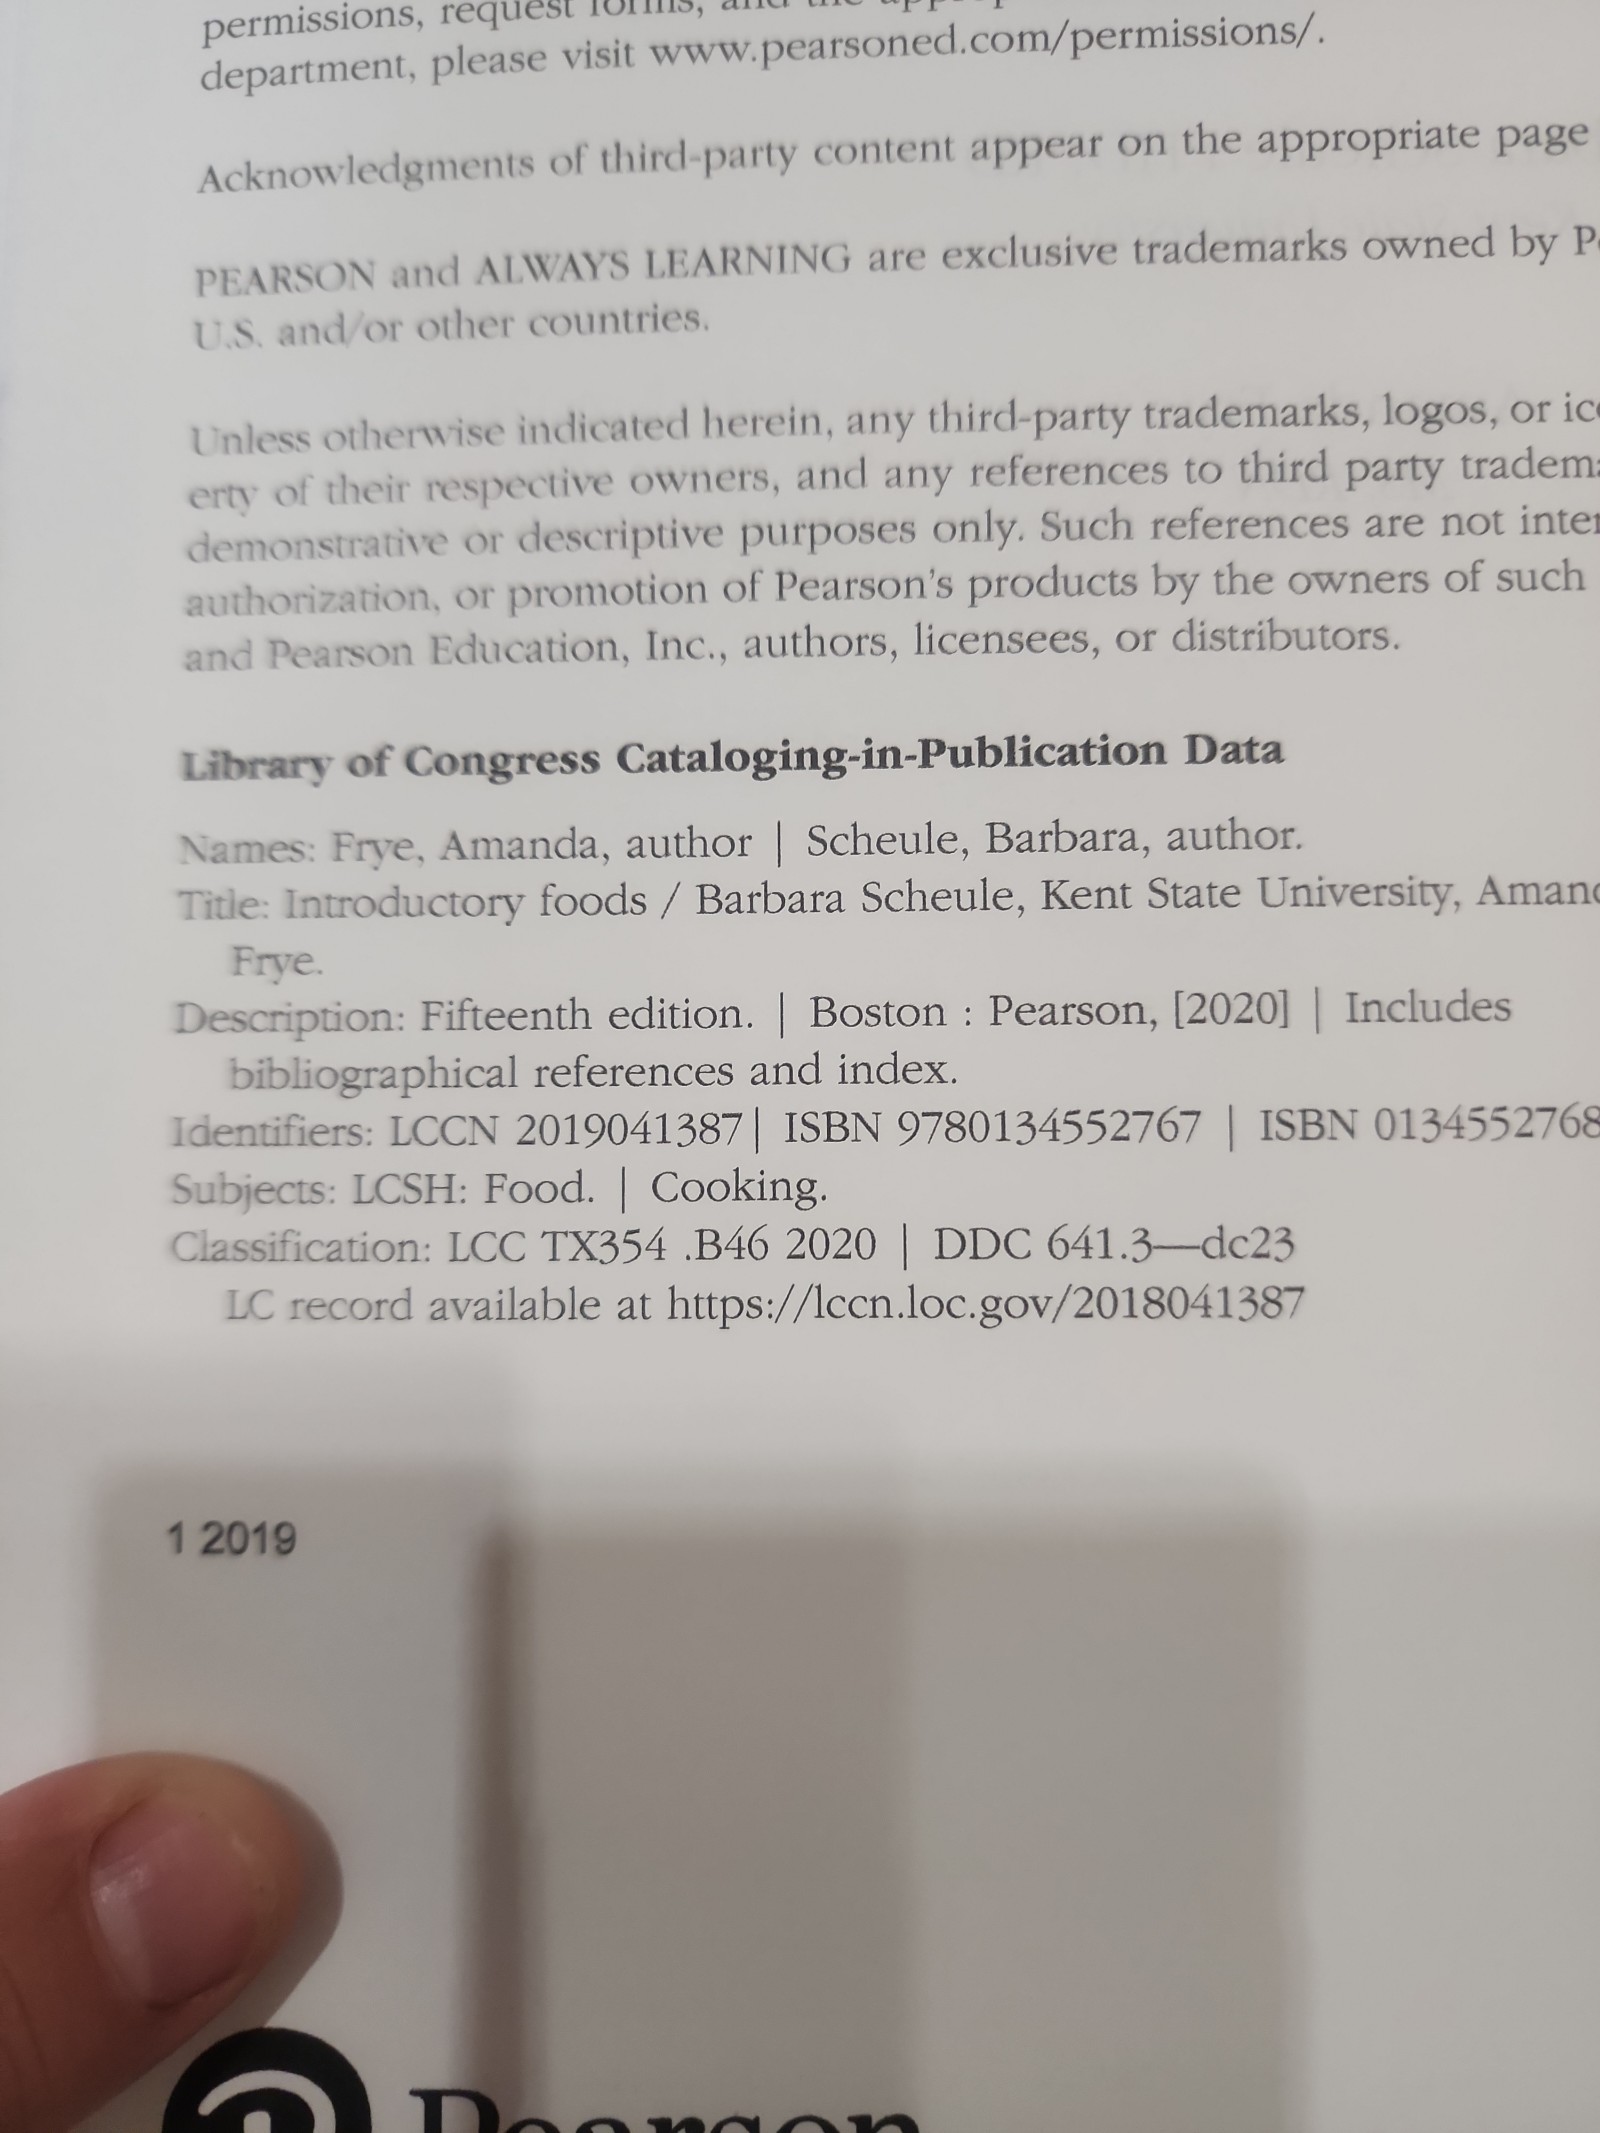 permissions, request forms, and the
department, please visit www.pearsoned.com/permissions/.
Acknowledgments of third-party content appear on the appropriate page
PEARSON and ALWAYS LEARNING are exclusive trademarks owned by
U.S. and/or other countries.
Unless otherwise indicated herein, any third-party trademarks, logos, or
erty of their respective owners, and any references to third party
demonstrative or descriptive purposes only. Such references are not
authorization, or promotion of Pearson's products by the owners of such
and Pearson Education, Inc., authors, licensees, or distributors.
Library of Congress Cataloging-in-Publication Data
Names: Frye, Amanda, author | Scheule, Barbara, author.
Title: Introductory foods / Barbara Scheule, Kent State University,
Frye.
Description: Fifteenth edition. | Boston : Pearson, [2020] | Includes
bibliographical references and index.
Identifiers: LCCN 2019041387| ISBN 9780134552767 | ISBN 0134552768
Subjects: LCSH: Food. | Cooking.
Classification: LCC TX354 .B46 2020 | DDC 641.3—dc23
LC record available at https://lccn.loc.gov/2018041387
1 2019
Pearson